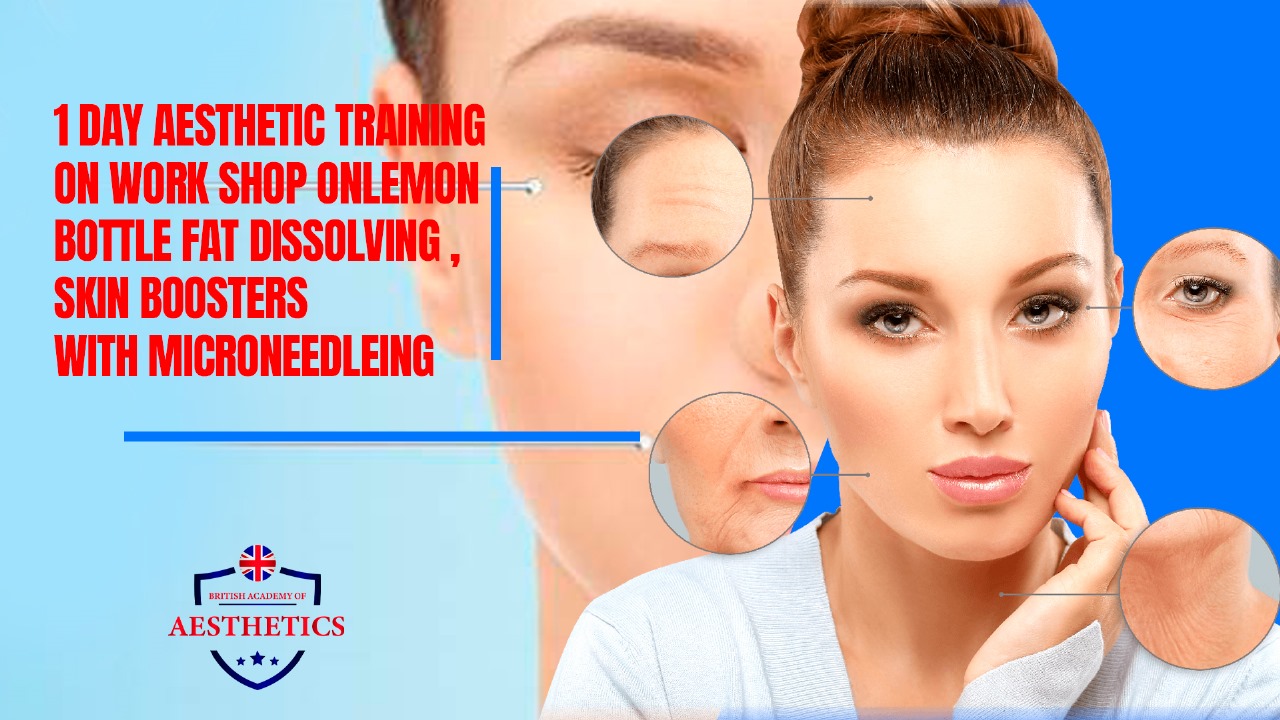 1 DAY AESTHETIC TRAINING
ON WORK SHOP ONLEMON
BOTTLE FAT DISSOLVING ,
SKIN BOOSTERS
WITH MICRONEEDLEING
BRITISH ACADEMY OF
AESTHETICS